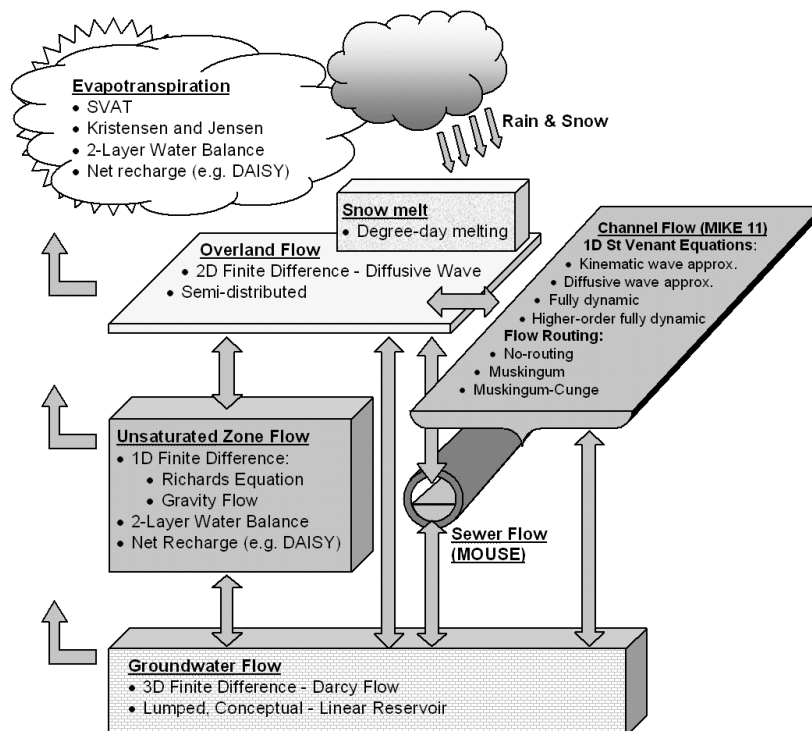 Evapotranspiration
• SVAT
• Kristensen and Jensen
• 2-Layer Water Balance
• Net recharge (e.g. DAISY)
Rain & Snow
Snow melt
• Degree-day melting
Overland Flow
• 2D Finite Difference - Diffusive Wave
• Semi-distributed
Channel Flow (MIKE 11)
1D St Venant Equations:
• Kinematic wave approx.
• Diffusive wave approx.
• Fully dynamic
• Higher-order fully dynamic
Flow Routing:
• No-routing
• Muskingum
• Muskingum-Cunge
Unsaturated Zone Flow
• 1D Finite Difference:
• Richards Equation
• Gravity Flow
• 2-Layer Water Balance
• Net Recharge (e.g. DAISY)
Sewer Flow
(MOUSE)
Groundwater Flow
• 3D Finite Difference - Darcy Flow
• Lumped, Conceptual - Linear Reservoir